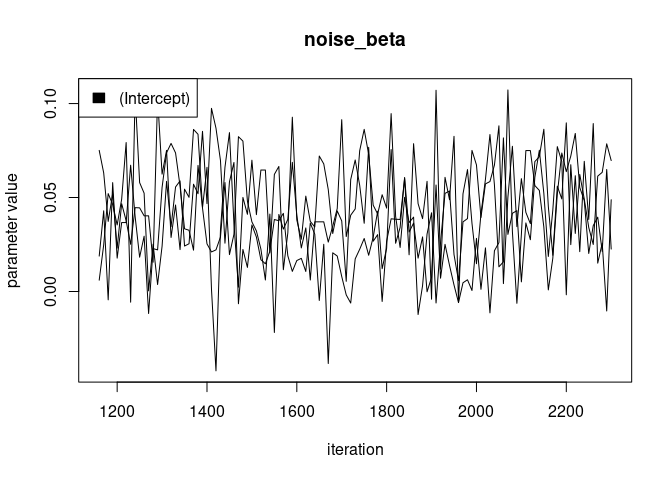 noise_beta
(Intercept)
parameter value
0.00 0.05 0.10
1200 1400 1600 1800 2000 2200
iteration